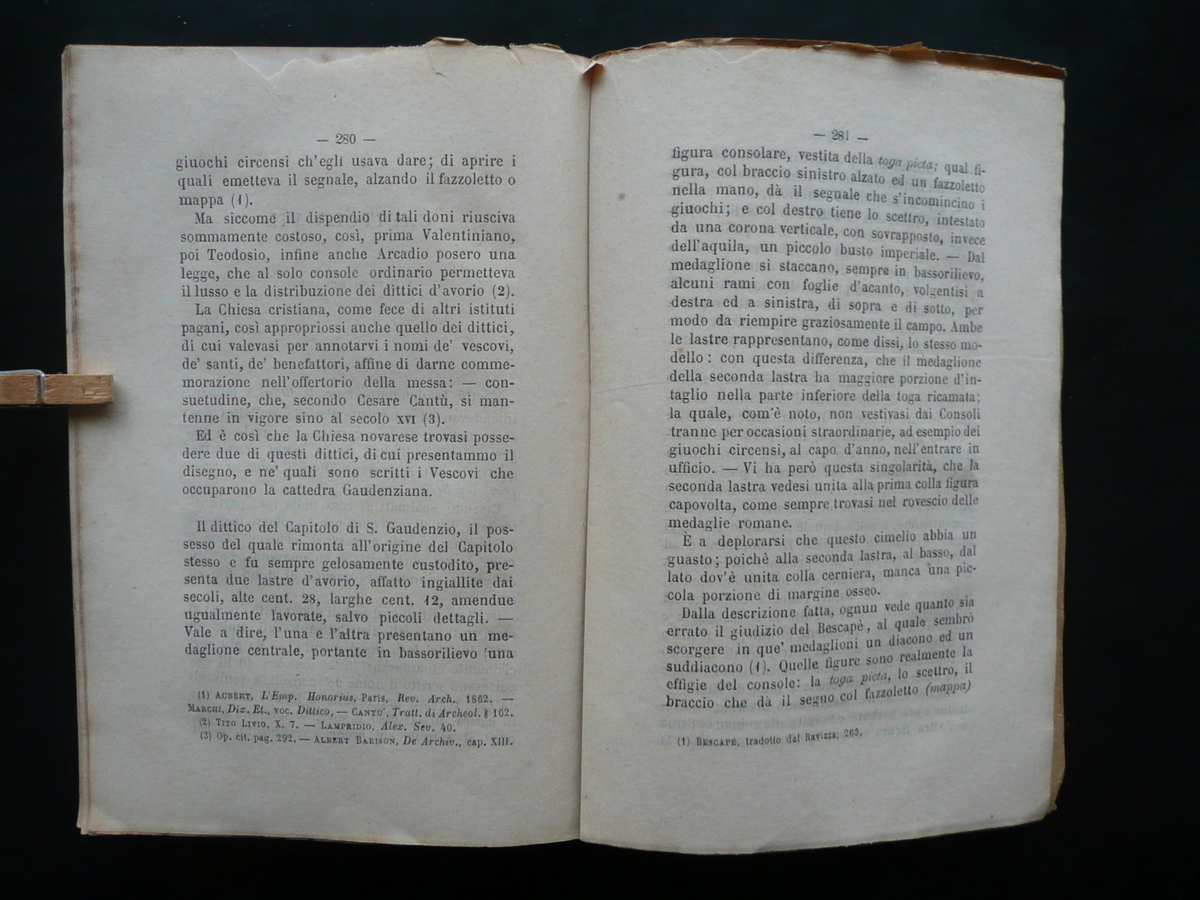 — 280 —
giuochi circensi ch'egli usava dare; di aprire i
quali emetteva il segnale, alzando il fazzoletto o
mappa (1).
Ma siccome il dispendio di tali doni riusciva
sommamente costoso, così, prima Valentiniano,
poi Teodosio, infine anche Arcadio posero una
legge, che al solo console ordinario permetteva
il lusso e la distribuzione dei dittici d'avorio (2).
La Chiesa cristiana, come fece di altri istituti
pagani, così appropriossi anche quello dei dittici,
di cui valevasi per annotarvi i nomi de' vescovi,
de' santi, de' benefattori, affine di darne comme-
morazione nell'offertorio della messa: — con-
suetudine, che, secondo Cesare Cantù, si man-
tenne in vigore sino al secolo XVI (3).
Ed è così che la Chiesa novarese trovasi posse-
dere due di questi dittici, di cui presentammo il
disegno, e ne' quali sono scritti i Vescovi che
occuparono la cattedra Gaudenziana.
Il dittico del Capitolo di S. Gaudenzio, il pos-
sesso del quale rimonta all'origine del Capitolo
stesso e fu sempre gelosamente custodito, pre-
senta due lastre d'avorio, affatto ingiallite dai
secoli, alte cent. 28, larghe cent. 12, amendue
ugualmente lavorate, salvo piccoli dettagli. —
Vale a dire, l'una e l'altra presentano un me-
daglione centrale, portante in bassorilievo una
(1) AUBERT, L'Emp. Honorius, Paris, Rev. Arch. 1862. —
MARCHI, Diz. Et., voc. Dittico, — CANTU', Tratt. di Archeol. § 102.
(2) TITO LIVIO, X. 7. — LAMPRIDIO, Alex. Sev. 40.
(3) Op. cit. pag. 292. — ALBERT BARISON, De Archiv., cap. XIII.
— 281 —
figura consolare, vestita della toga picta; qual fi-
gura, col braccio sinistro alzato ed un fazzoletto
nella mano, dà il segnale che s'incomincino i
giuochi; e col destro tiene lo scettro, intestato
da una corona verticale, con sovrapposto, invece
dell'aquila, un piccolo busto imperiale. — Dal
medaglione si staccano, sempre in bassorilievo,
alcuni rami con foglie d'acanto, volgentisi a
destra ed a sinistra, di sopra e di sotto, per
modo da riempire graziosamente il campo. Ambe
le lastre rappresentano, come dissi, lo stesso mo-
dello: con questa differenza, che il medaglione
della seconda lastra ha maggiore porzione d'in-
taglio nella parte inferiore della toga ricamata;
la quale, com'è noto, non vestivasi dai Consoli
tranne per occasioni straordinarie, ad esempio dei
giuochi circensi, al capo d'anno, nell'entrare in
ufficio. — Vi ha però questa singolarità, che la
seconda lastra vedesi unita alla prima colla figura
capovolta, come sempre trovasi nel rovescio delle
medaglie romane.
È a deplorarsi che questo cimelio abbia un
guasto; poichè alla seconda lastra, al basso, dal
lato dov'è unita colla cerniera, manca una pic-
cola porzione di margine osseo.
Dalla descrizione fatta, ognun vede quanto sia
errato il giudizio del Bescapè, al quale sembrò
scorgere in que' medaglioni un diacono ed un
suddiacono (1). Quelle figure sono realmente la
effigie del console: la toga picta, lo scettro, il
braccio che dà il segno col fazzoletto (mappa)
(1) BESCAPÉ, tradotto dal Ravizza, 263.